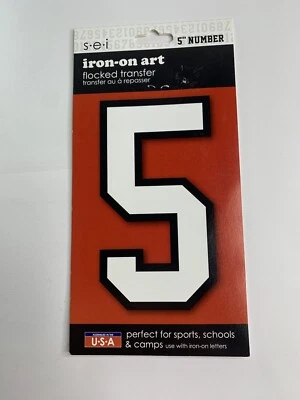 s·e·i
5" NUMBER
iron-on art
flocked transfer
transfer au à repasser
5
U·S·A
perfect for sports, schools
& camps use with iron-on letters